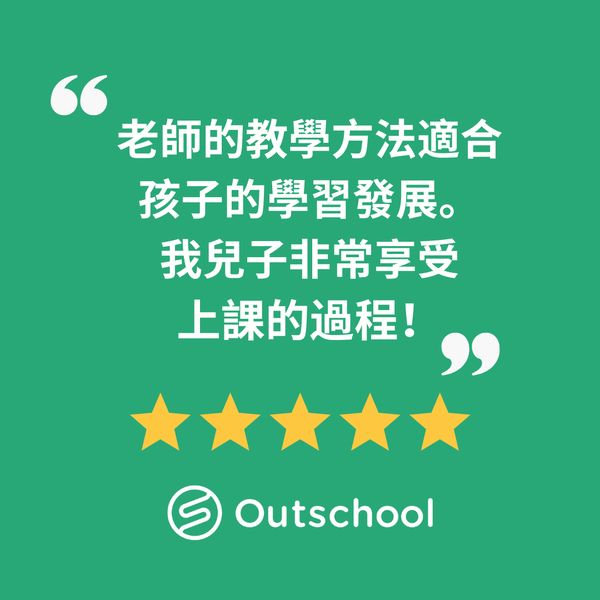 “
老師的教學方法適合
孩子的學習發展。
我兒子非常享受
上課的過程！
”
Outschool